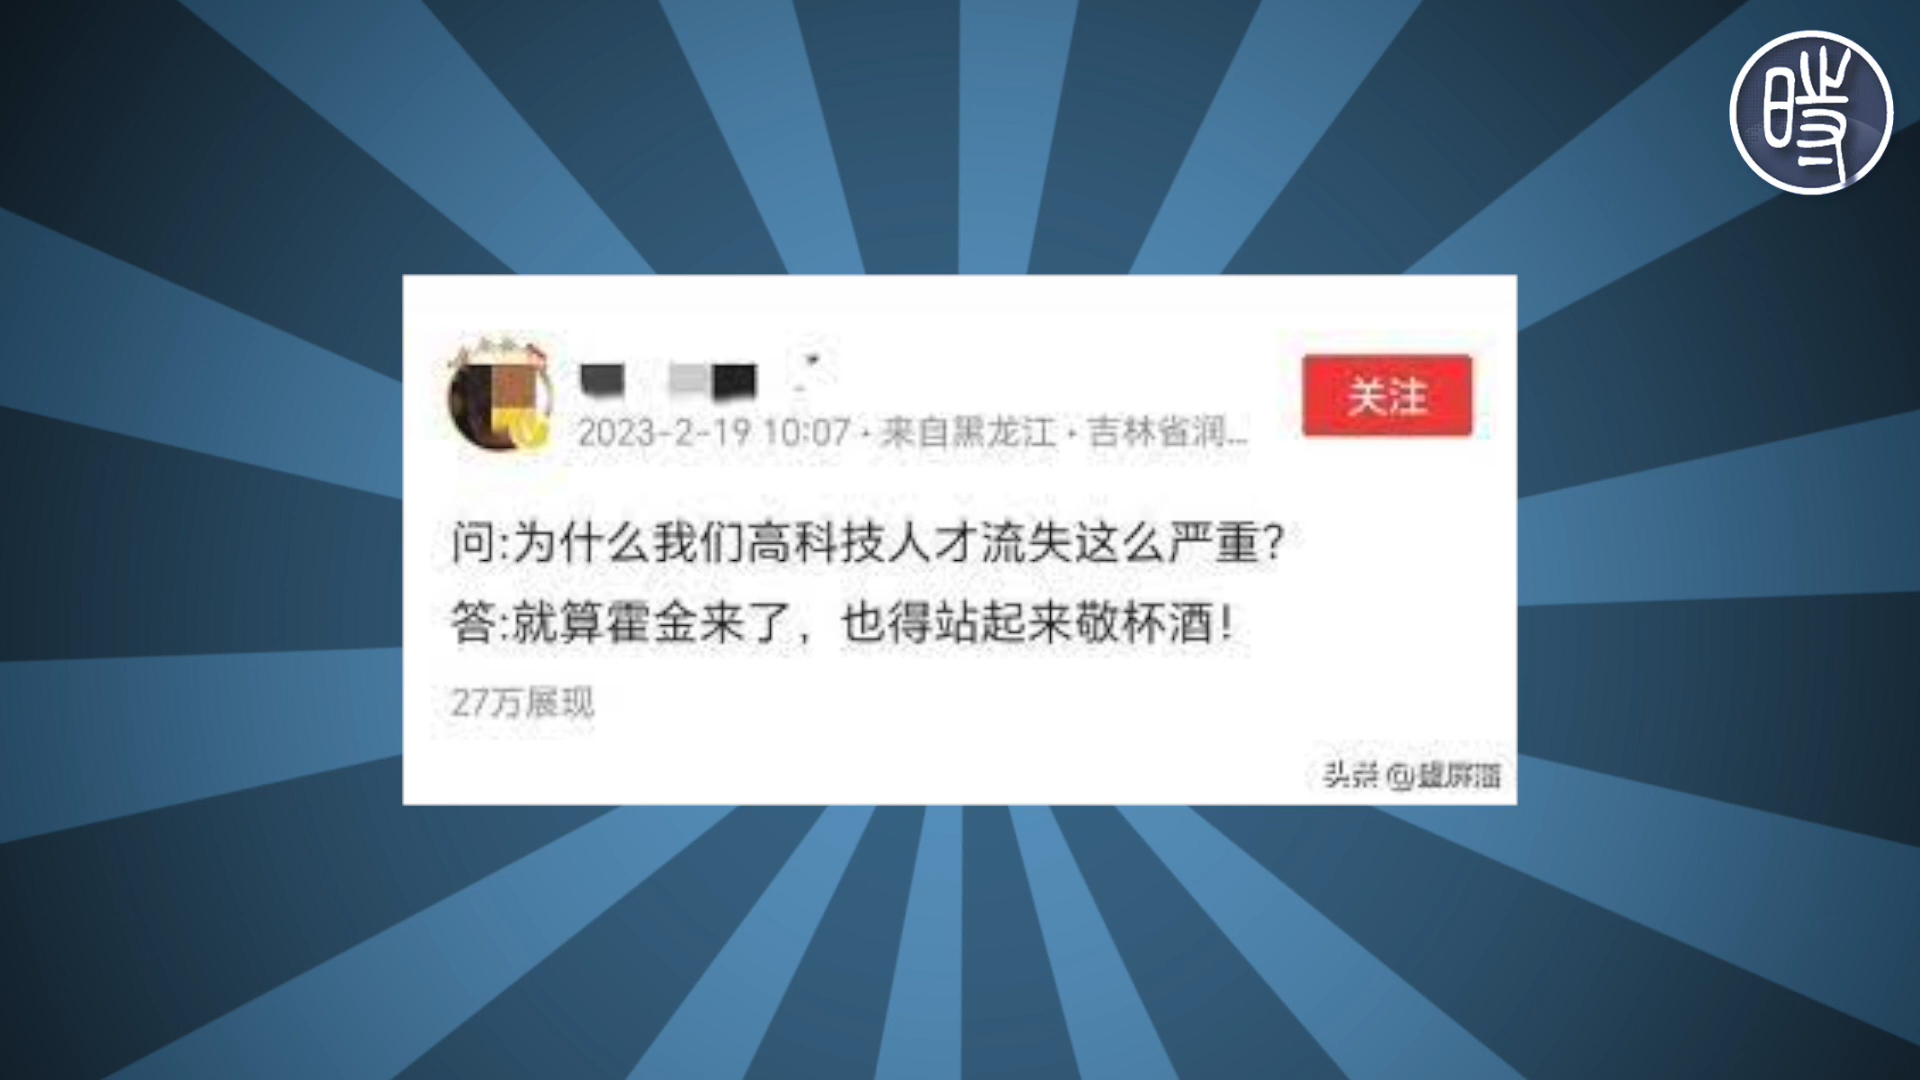 時
关注
2023-2-19 10:07·来自黑龙江·吉林省润...
问:为什么我们高科技人才流失这么严重?
答:就算霍金来了，也得站起来敬杯酒!
27万展现
头条 @